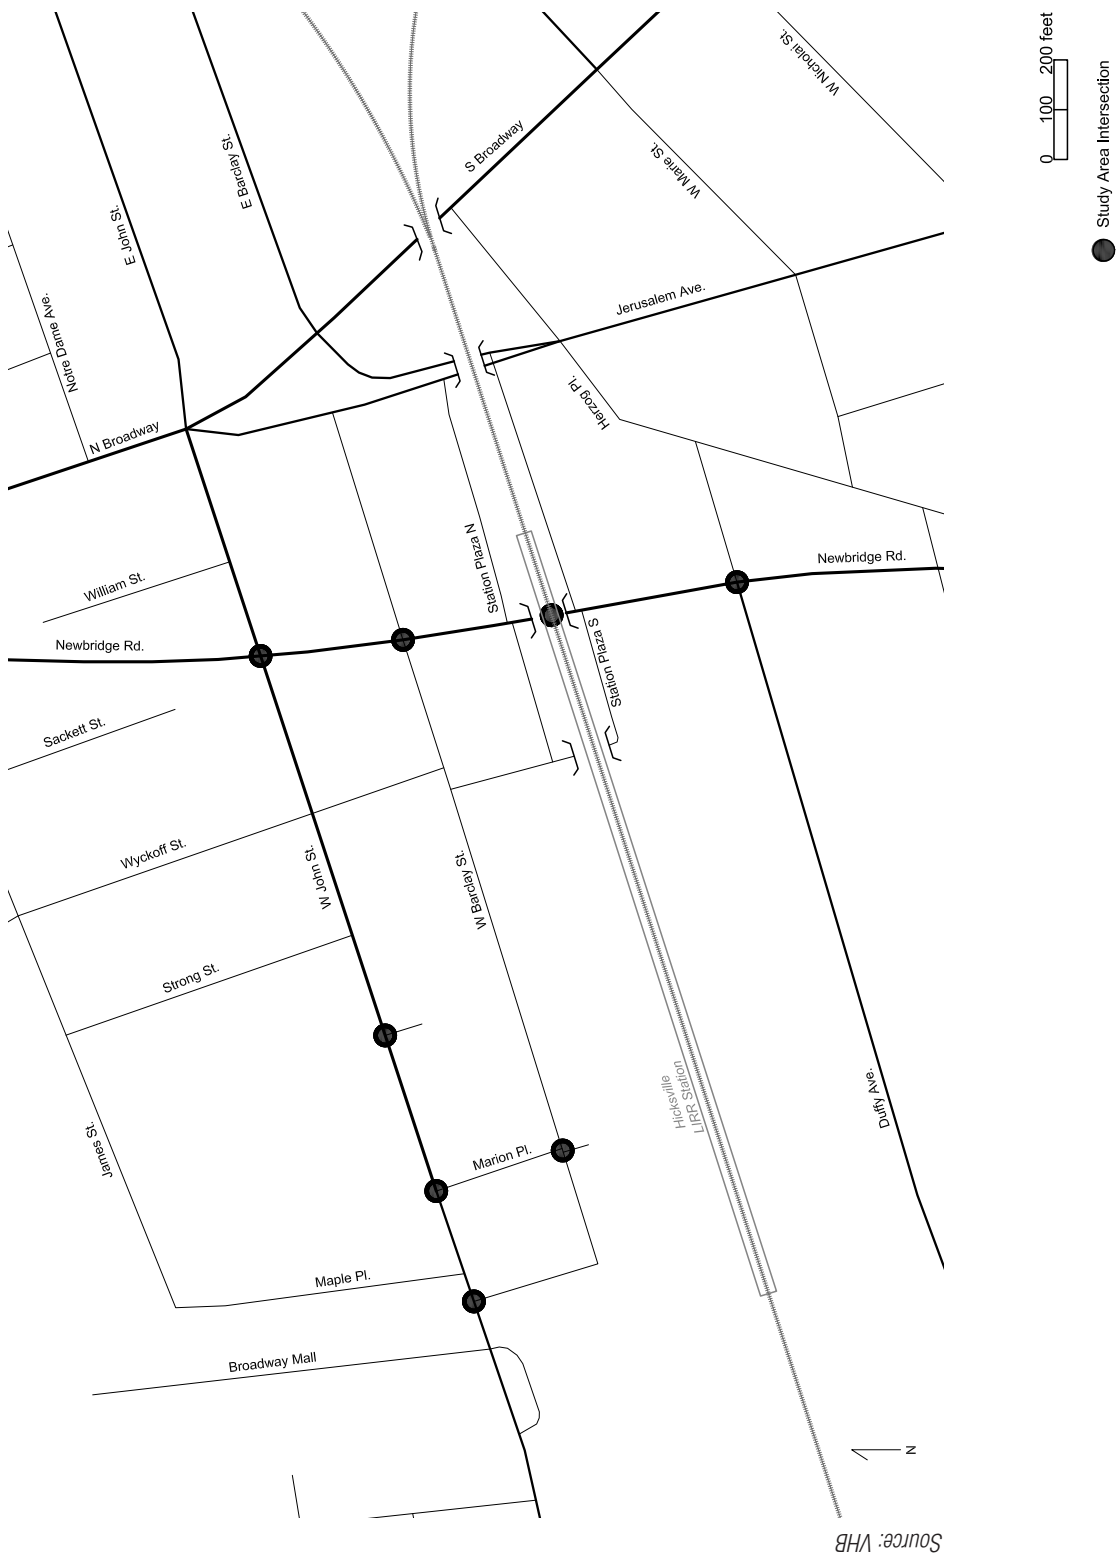 0 100 200 feet
Study Area Intersection
W Nicholai St.
S Broadway
E Barclay St.
W Marie St.
E John St.
Jerusalem Ave.
Notre Dame Ave.
Herzog Pl.
N Broadway
Station Plaza N
William St.
Newbridge Rd.
Newbridge Rd.
Station Plaza S
Sackett St.
Wyckoff St.
W John St.
W Barclay St.
Strong St.
Hicksville
LIRR Station
Duffy Ave.
James St.
Marion Pl.
Maple Pl.
Broadway Mall
N
Source: VHB